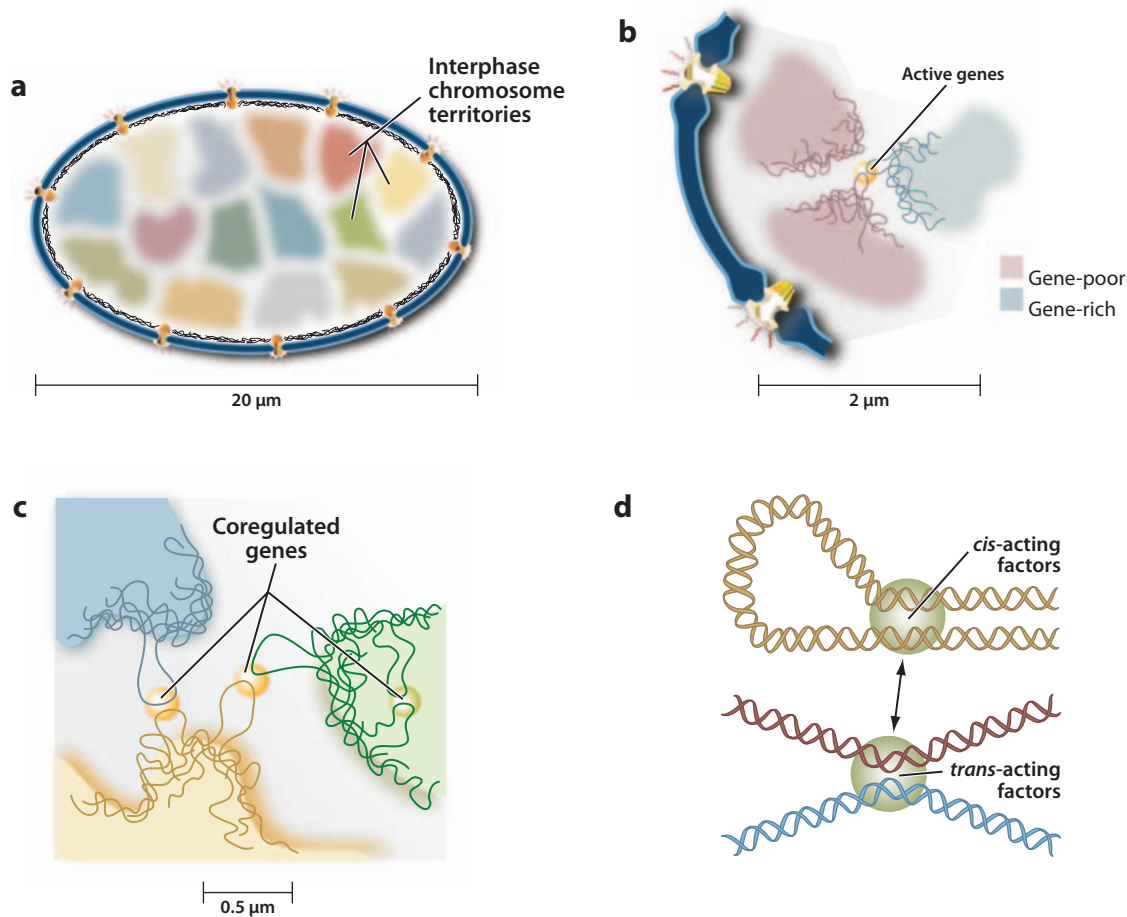 a
Interphase
chromosome
territories
20 μm
b
Active genes
Gene-poor
Gene-rich
2 μm
c
Coregulated
genes
0.5 μm
d
cis-acting
factors
trans-acting
factors